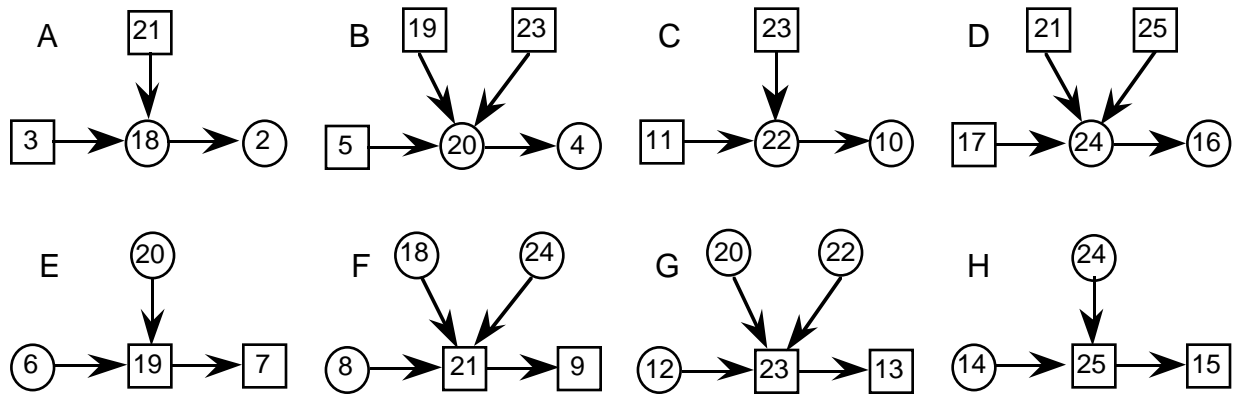 A 21
3 18 2
B 19 23
5 20 4
C 23
11 22 10
D 21 25
17 24 16
E 20
6 19 7
F 18 24
8 21 9
G 20 22
12 23 13
H 24
14 25 15